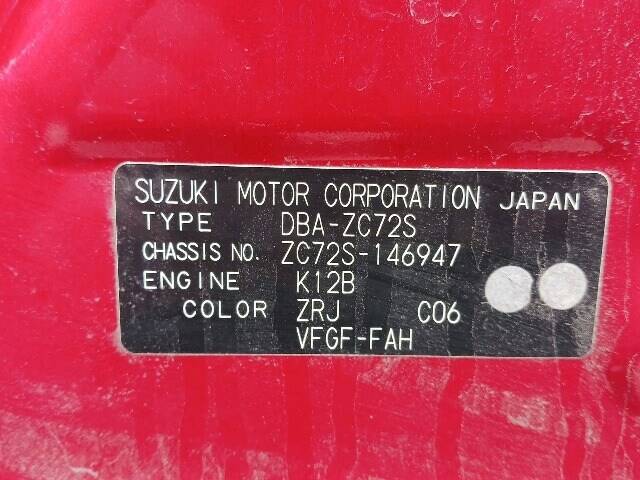 SUZUKI MOTOR CORPORATION JAPAN
TYPE DBA-ZC72S
CHASSIS NO. ZC72S-146947
ENGINE K12B
COLOR ZRJ C06
VFGF-FAH